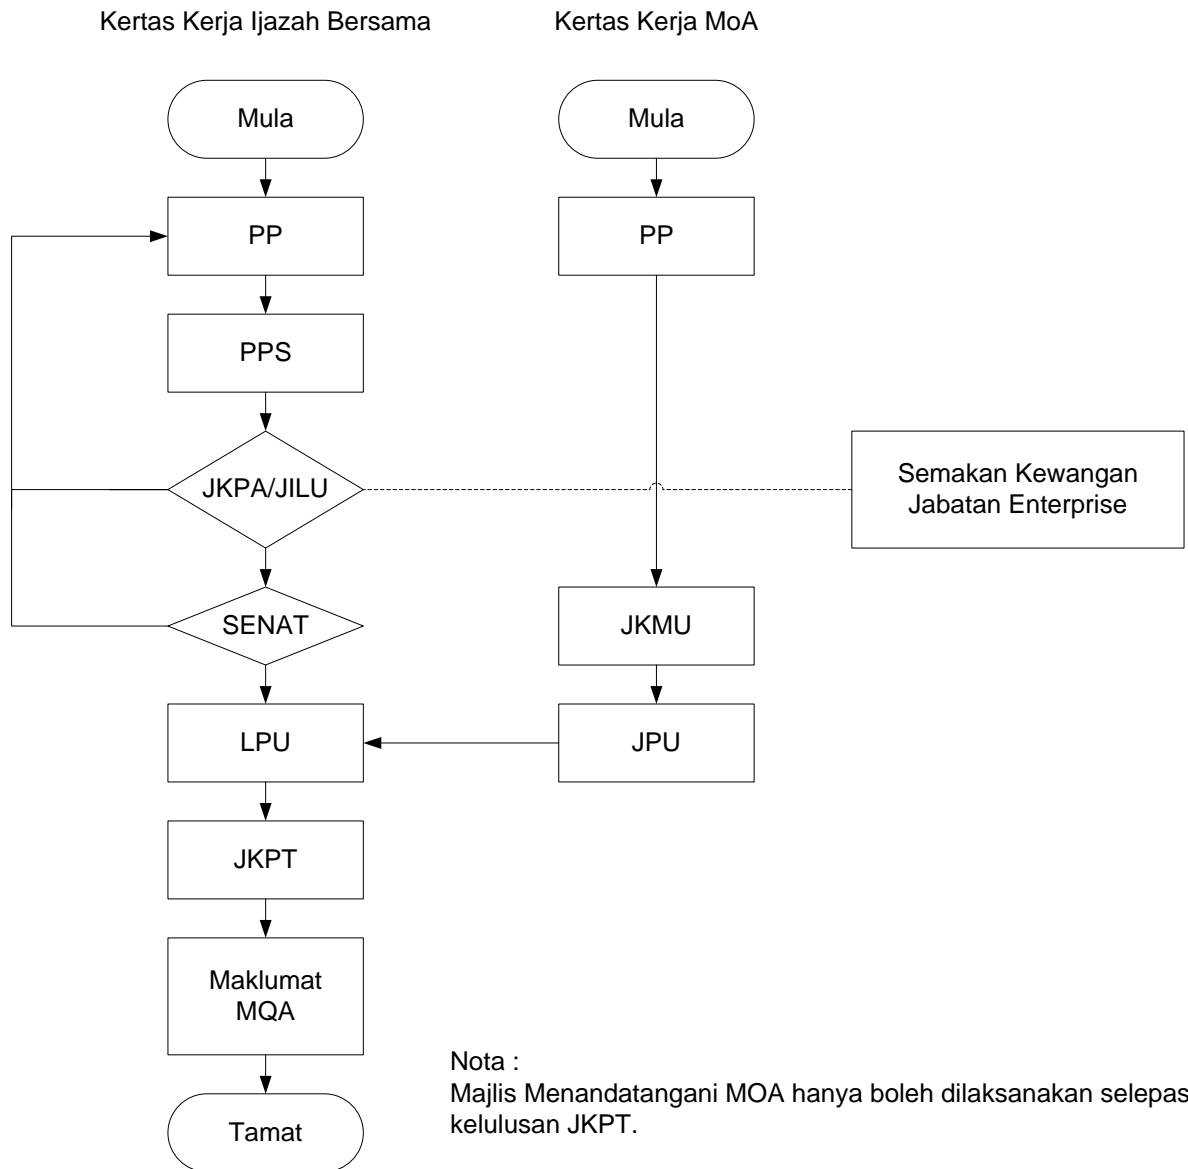 Kertas Kerja Ijazah Bersama
Kertas Kerja MoA
Mula
Mula
PP
PP
PPS
JKPA/JILU
Semakan Kewangan
Jabatan Enterprise
SENAT
JKMU
LPU
JPU
JKPT
Maklumat
MQA
Nota :
Majlis Menandatangani MOA hanya boleh dilaksanakan selepas
kelulusan JKPT.
Tamat